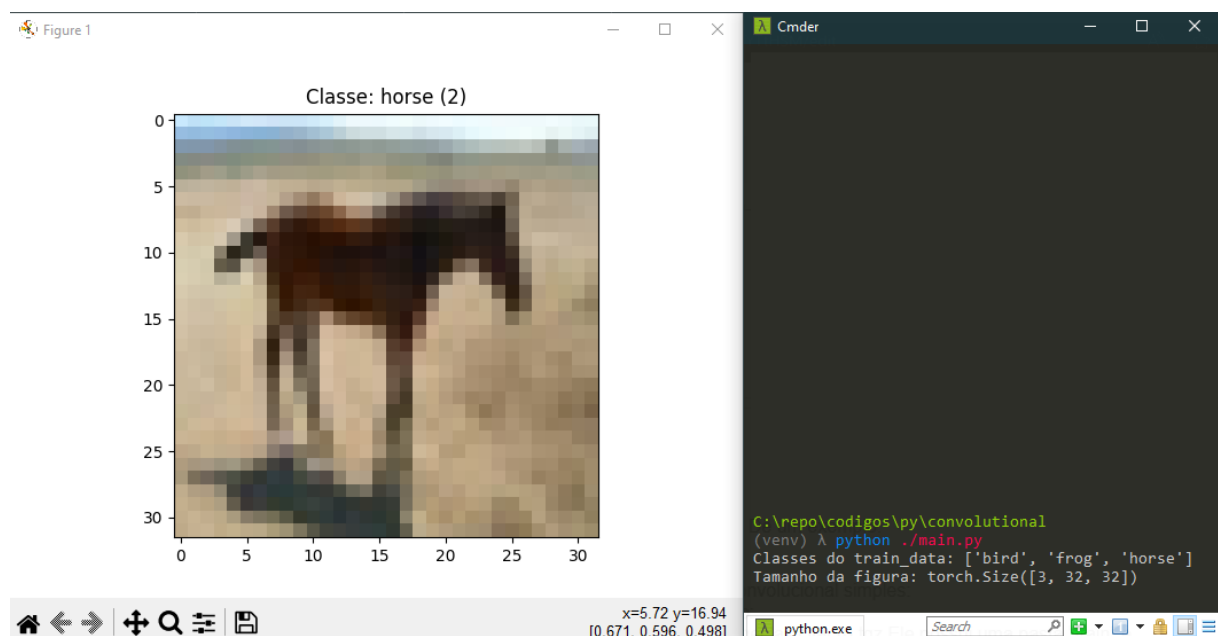 Figure 1
Classe: horse (2)
0
5
10
15
20
25
30
0 5 10 15 20 25 30
x=5.72 y=16.94
[0.671, 0.596, 0.498]
λ Cmder
C:\repo\codigos\py\convolutional
(venv) λ python ./main.py
Classes do train_data: ['bird', 'frog', 'horse']
Tamanho da figura: torch.Size([3, 32, 32])
nvolucional simples:
λ python.exe
Search